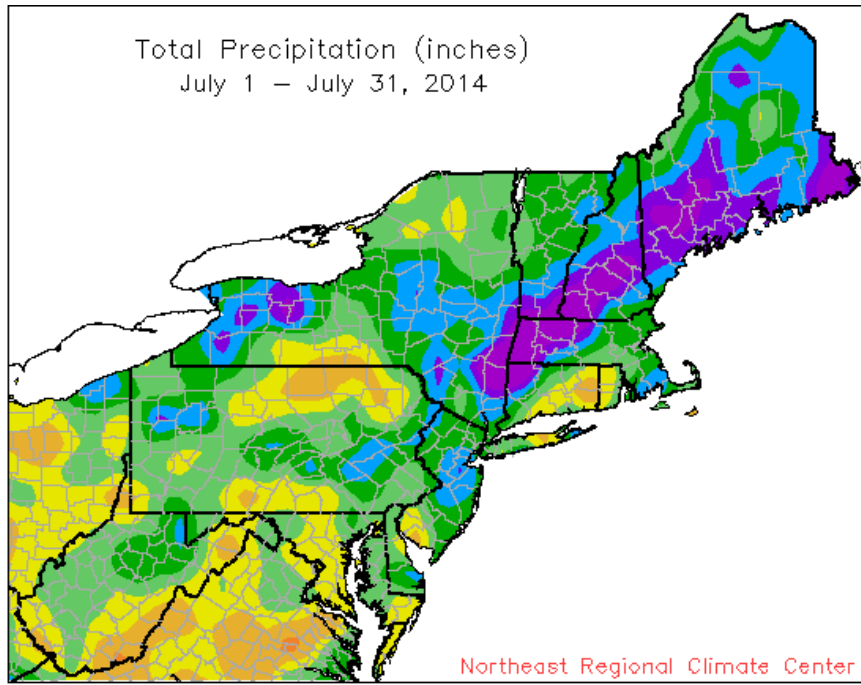 Total Precipitation (inches)
July 1 – July 31, 2014
Northeast Regional Climate Center